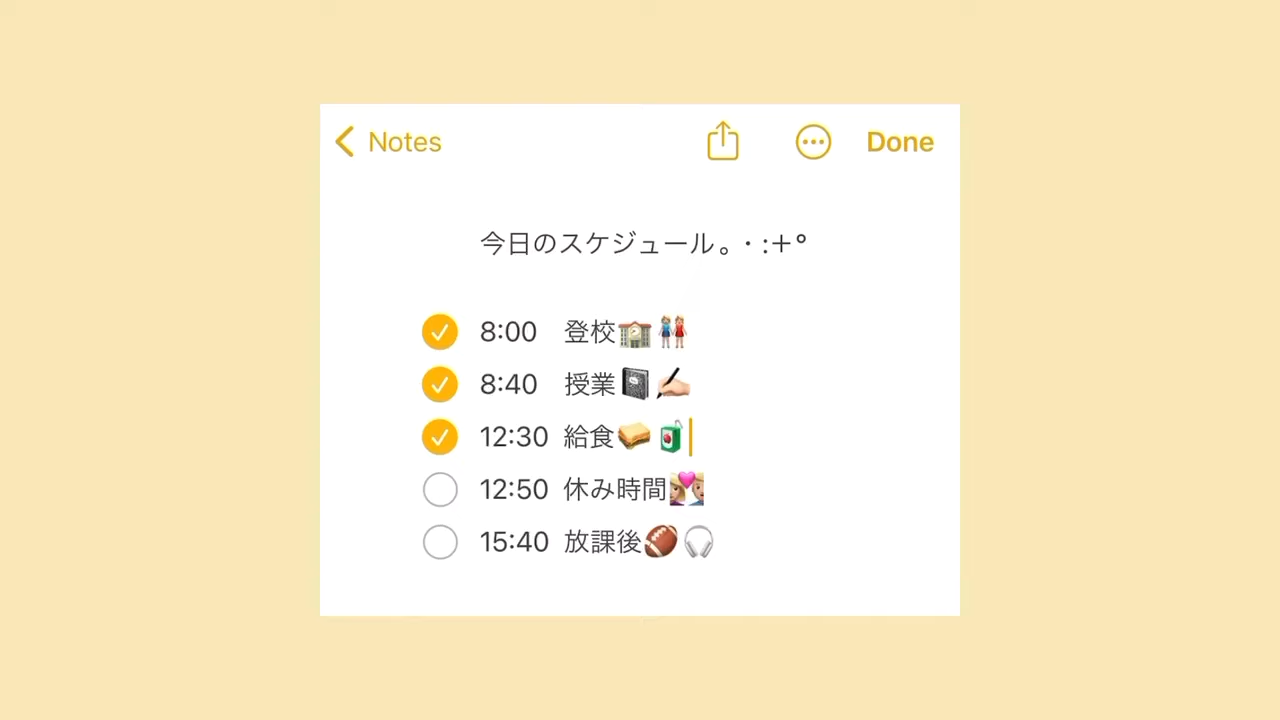 Notes
Done
今日のスケジュール。・:＋°
8:00 登校🏫👭
8:40 授業📓✍🏻
12:30 給食🥪🧃
12:50 休み時間💑
15:40 放課後🏈🎧